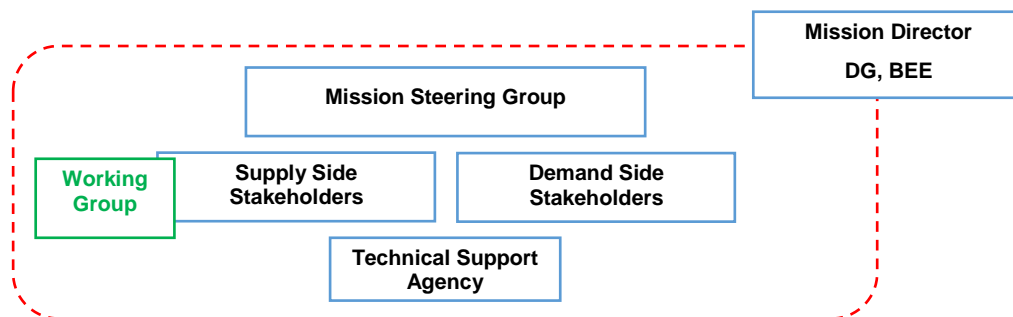 Mission Director
DG, BEE
Mission Steering Group
Working
Group
Supply Side
Stakeholders
Demand Side
Stakeholders
Technical Support
Agency